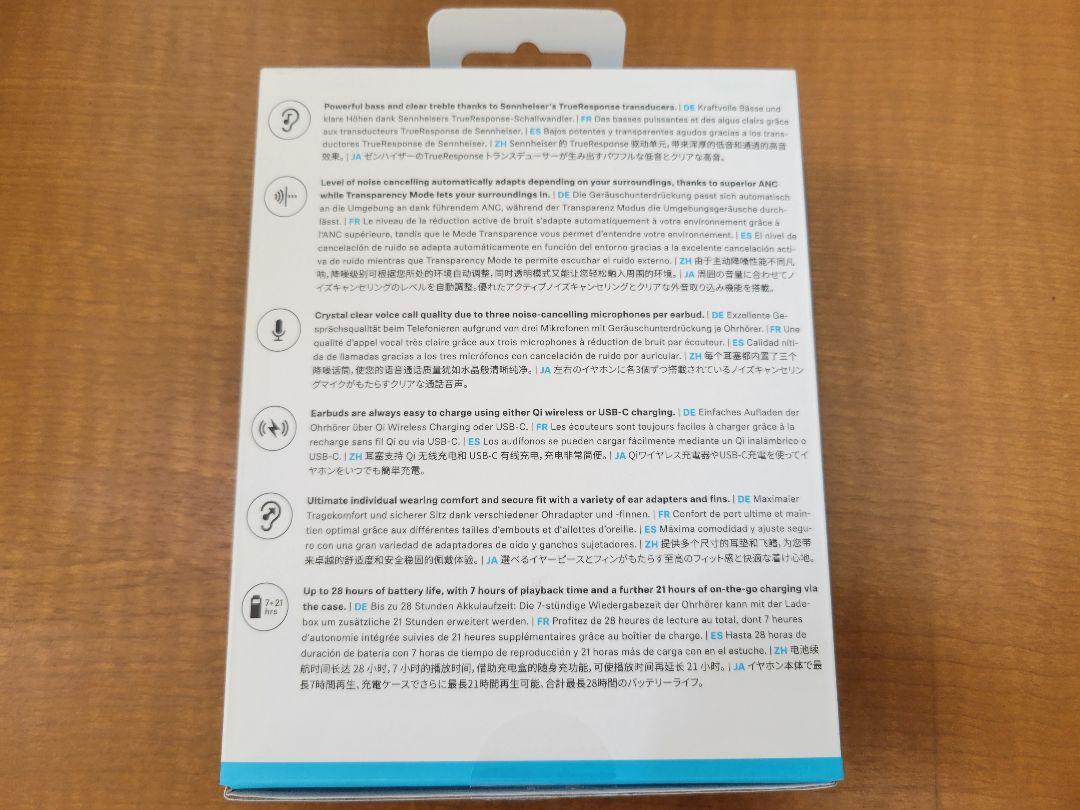 Powerful bass and clear treble thanks to Sennheiser's TrueResponse transducers. | DE Kraftvolle Bässe und
klare Höhen dank Sennheisers TrueResponse-Schallwandler. | FR Des basses puissantes et des aigus clairs grâce
aux transducteurs TrueResponse de Sennheiser. | ES Bajos potentes y transparentes agudos gracias a los trans-
ductores TrueResponse de Sennheiser. | ZH Sennheiser 的 TrueResponse 驱动单元，带来浑厚的低音和通透的高音
效果。 | JA ゼンハイザーのTrueResponse トランスデューサーが生み出すパワフルな低音とクリアな高音。
Level of noise cancelling automatically adapts depending on your surroundings, thanks to superior ANC
while Transparency Mode lets your surroundings in. | DE Die Geräuschunterdrückung passt sich automatisch
an die Umgebung an dank führendem ANC, während der Transparenz Modus die Umgebungsgeräusche durch-
lässt. | FR Le niveau de la réduction active de bruit s'adapte automatiquement à votre environnement grâce à
l'ANC supérieure, tandis que le Mode Transparence vous permet d'entendre votre environnement. | ES El nivel de
cancelación de ruido se adapta automáticamente en función del entorno gracias a la excelente cancelación acti-
va de ruido mientras que Transparency Mode te permite escuchar el ruido externo. | ZH 由于主动降噪性能不同凡
响，降噪级别可根据您所处的环境自动调整，同时透明模式又能让您轻松融入周围的环境。 | JA 周囲の音量に合わせてノ
イズキャンセリングのレベルを自動調整。優れたアクティブノイズキャンセリングとクリアな外音取り込み機能を搭載。
Crystal clear voice call quality due to three noise-cancelling microphones per earbud. | DE Exzellente Ge-
sprächsqualität beim Telefonieren aufgrund von drei Mikrofonen mit Geräuschunterdrückung je Ohrhörer. | FR Une
qualité d'appel vocal très claire grâce aux trois microphones à réduction de bruit par écouteur. | ES Calidad níti-
da de llamadas gracias a los tres micrófonos con cancelación de ruido por auricular. | ZH 每个耳塞都内置了三个
降噪话筒，使您的语音通话质量犹如水晶般清晰纯净。 | JA 左右のイヤホンに各3個ずつ搭載されているノイズキャンセリン
グマイクがもたらすクリアな通話音声。
Earbuds are always easy to charge using either Qi wireless or USB-C charging. | DE Einfaches Aufladen der
Ohrhörer über Qi Wireless Charging oder USB-C. | FR Les écouteurs sont toujours faciles à charger grâce à la
recharge sans fil Qi ou via USB-C. | ES Los audífonos se pueden cargar fácilmente mediante un Qi inalámbrico o
USB-C. | ZH 耳塞支持 Qi 无线充电和 USB-C 有线充电，充电非常简便。 | JA Qiワイヤレス充電器やUSB-C充電を使ってイ
ヤホンをいつでも簡単充電。
Ultimate individual wearing comfort and secure fit with a variety of ear adapters and fins. | DE Maximaler
Tragekomfort und sicherer Sitz dank verschiedener Ohradaptor und -finnen. | FR Confort de port ultime et main-
tien optimal grâce aux différentes tailles d'embouts et d'ailettes d'oreille. | ES Máxima comodidad y ajuste segu-
ro con una gran variedad de adaptadores de oído y ganchos sujetadores. | ZH 提供多个尺寸的耳垫和飞鳍，为您带
来卓越的舒适度和安全稳固的佩戴体验。 | JA 選べるイヤーピースとフィンがもたらす至高のフィット感と快適な着け心地。
7+21
hrs
Up to 28 hours of battery life, with 7 hours of playback time and a further 21 hours of on-the-go charging via
the case. | DE Bis zu 28 Stunden Akkulaufzeit: Die 7-stündige Wiedergabezeit der Ohrhörer kann mit der Lade-
box um zusätzliche 21 Stunden erweitert werden. | FR Profitez de 28 heures de lecture au total, dont 7 heures
d'autonomie intégrée suivies de 21 heures supplémentaires grâce au boîtier de charge. | ES Hasta 28 horas de
duración de batería con 7 horas de tiempo de reproducción y 21 horas más de carga con en el estuche. | ZH 电池续
航时间长达 28 小时，7 小时的播放时间，借助充电盒的随身充功能，可使播放时间再延长 21 小时。 | JA イヤホン本体で最
長7時間再生、充電ケースでさらに最長21時間再生可能、合計最長28時間のバッテリーライフ。